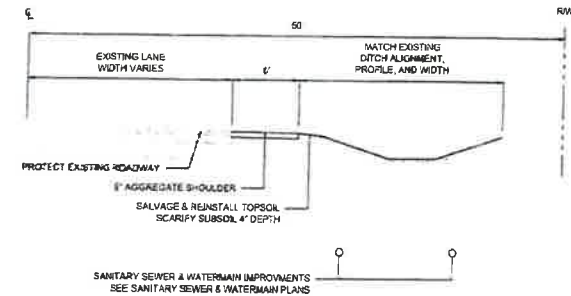 ℄
R/W
50
EXISTING LANE
WIDTH VARIES
MATCH EXISTING
DITCH ALIGNMENT,
PROFILE, AND WIDTH
PROTECT EXISTING ROADWAY
AGGREGATE SHOULDER
SALVAGE & REINSTALL TOPSOIL
SCARIFY SUBSOIL 4" DEPTH
SANITARY SEWER & WATERMAIN IMPROVMENTS
SEE SANITARY SEWER & WATERMAIN PLANS